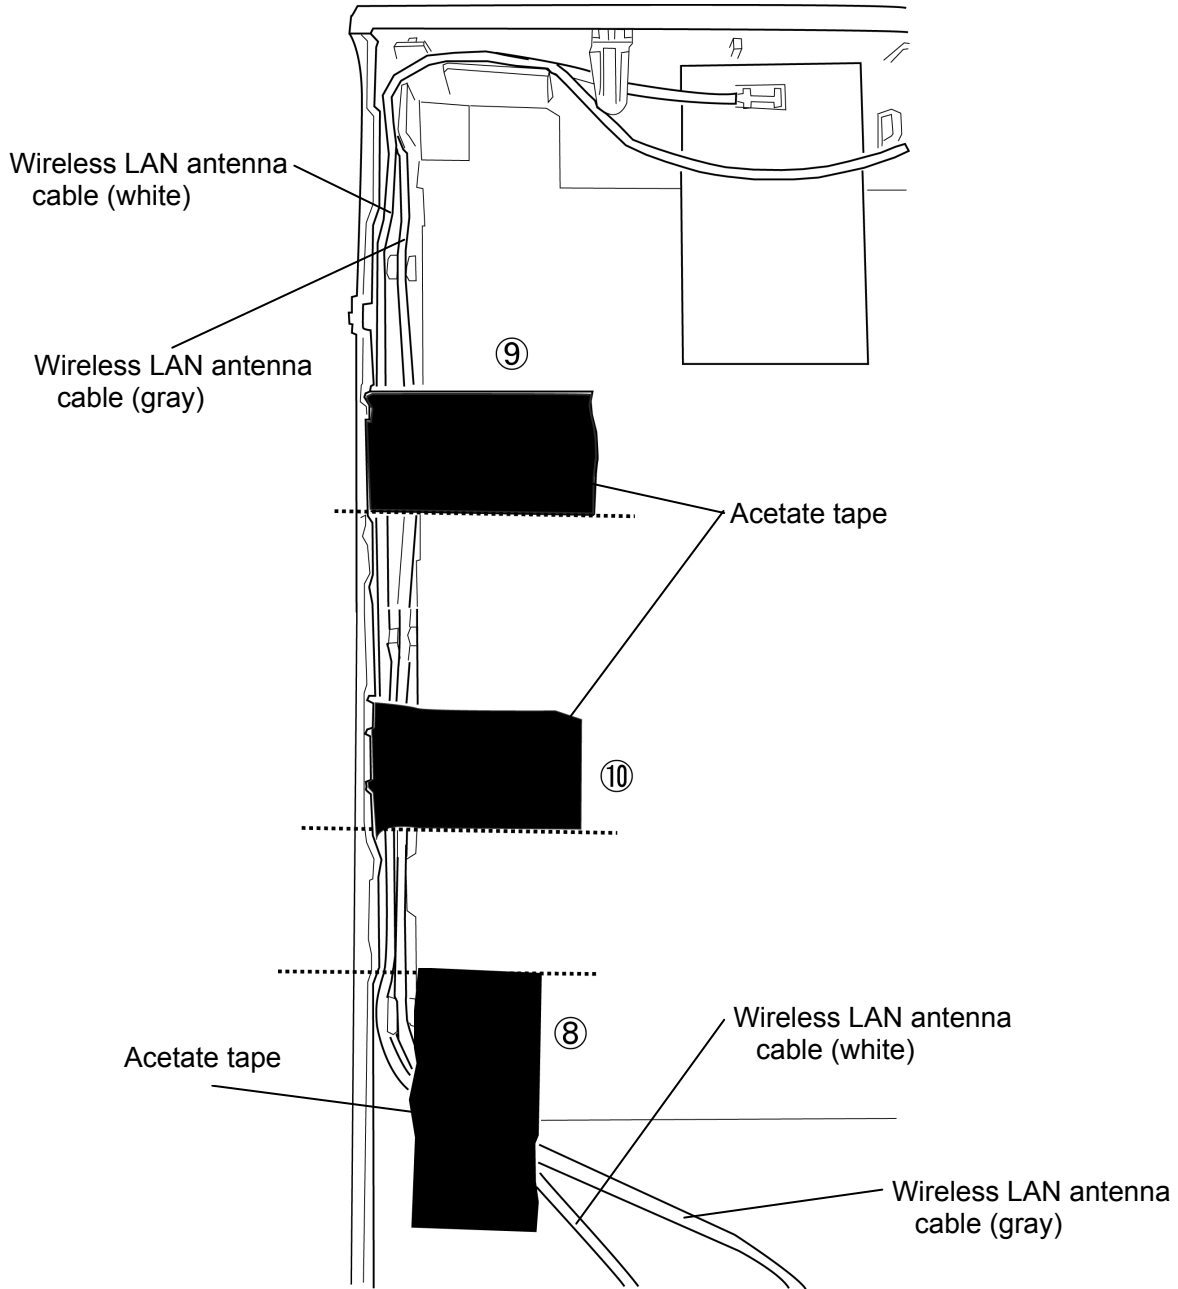 Wireless LAN antenna
cable (white)
Wireless LAN antenna
cable (gray)
⑨
Acetate tape
⑩
⑧
Wireless LAN antenna
cable (white)
Acetate tape
Wireless LAN antenna
cable (gray)